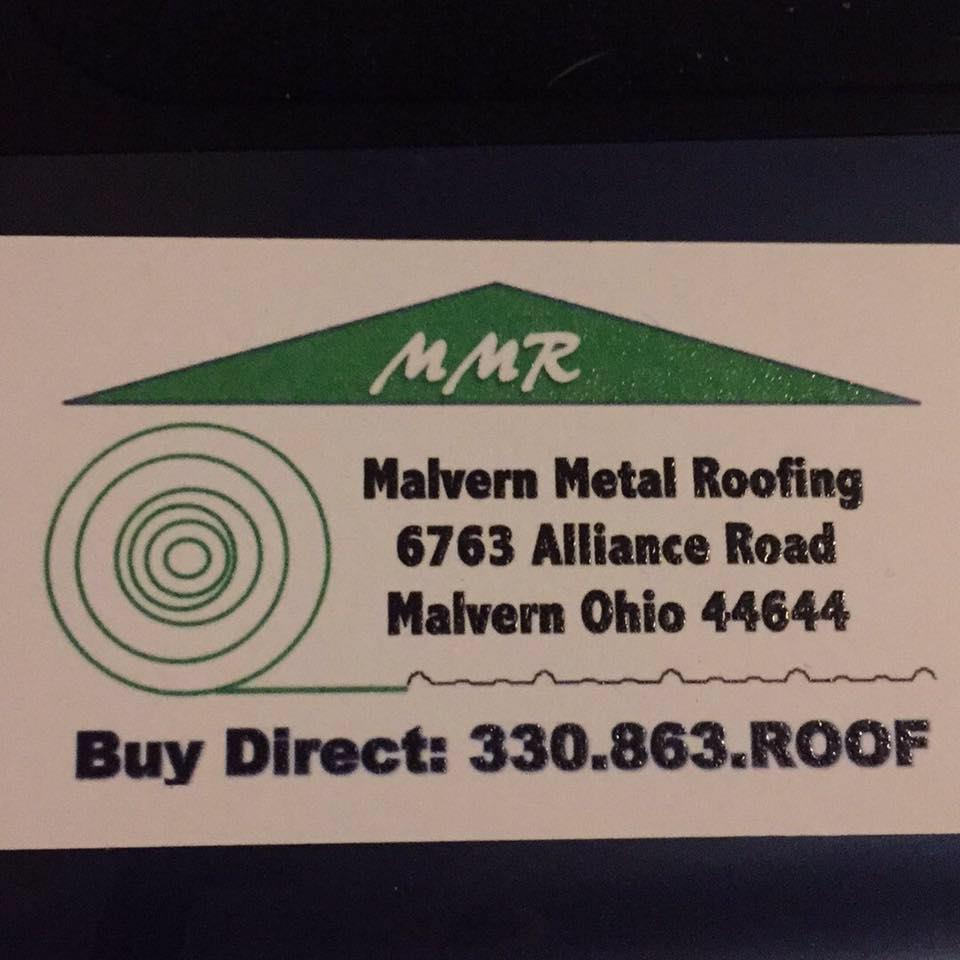 MMR
Malvern Metal Roofing
6763 Alliance Road
Malvern Ohio 44644
Buy Direct: 330.863.ROOF